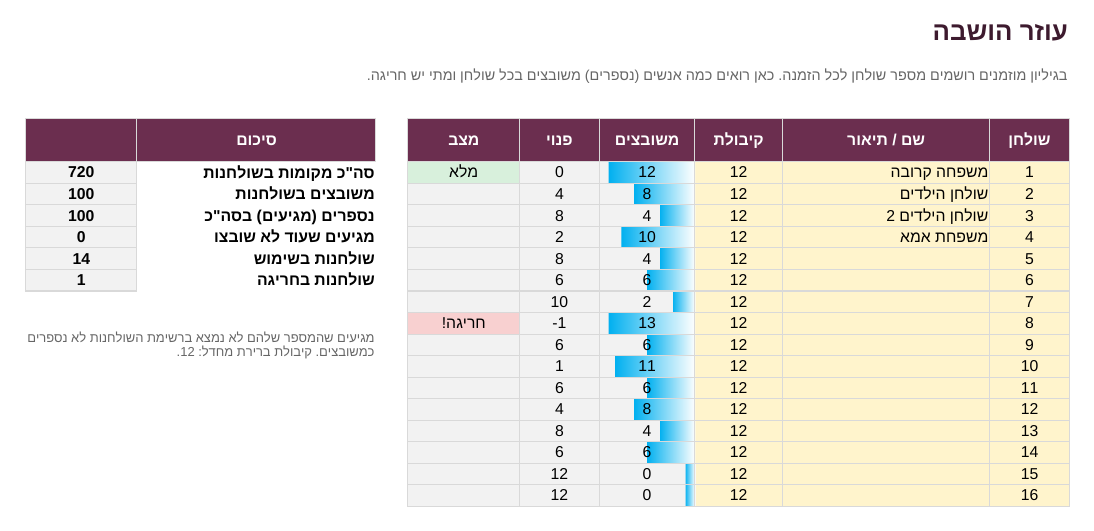 עוזר הושבה
בגיליון מוזמנים רושמים מספר שולחן לכל הזמנה. כאן רואים כמה אנשים (נספרים) משובצים בכל שולחן ומתי יש חריגה.
שולחן שם / תיאור קיבולת משובצים פנוי מצב
1 משפחה קרובה 12 12 0 מלא
2 שולחן הילדים 12 8 4
3 שולחן הילדים 2 12 4 8
4 משפחת אמא 12 10 2
5 12 4 8
6 12 6 6
7 12 2 10
8 12 13 -1 חריגה!
9 12 6 6
10 12 11 1
11 12 6 6
12 12 8 4
13 12 4 8
14 12 6 6
15 12 0 12
16 12 0 12
סיכום
סה"כ מקומות בשולחנות 720
משובצים בשולחנות 100
נספרים (מגיעים) בסה"כ 100
מגיעים שעוד לא שובצו 0
שולחנות בשימוש 14
שולחנות בחריגה 1
מגיעים שהמספר שלהם לא נמצא ברשימת השולחנות לא נספרים
כמשובצים. קיבולת ברירת מחדל: 12.